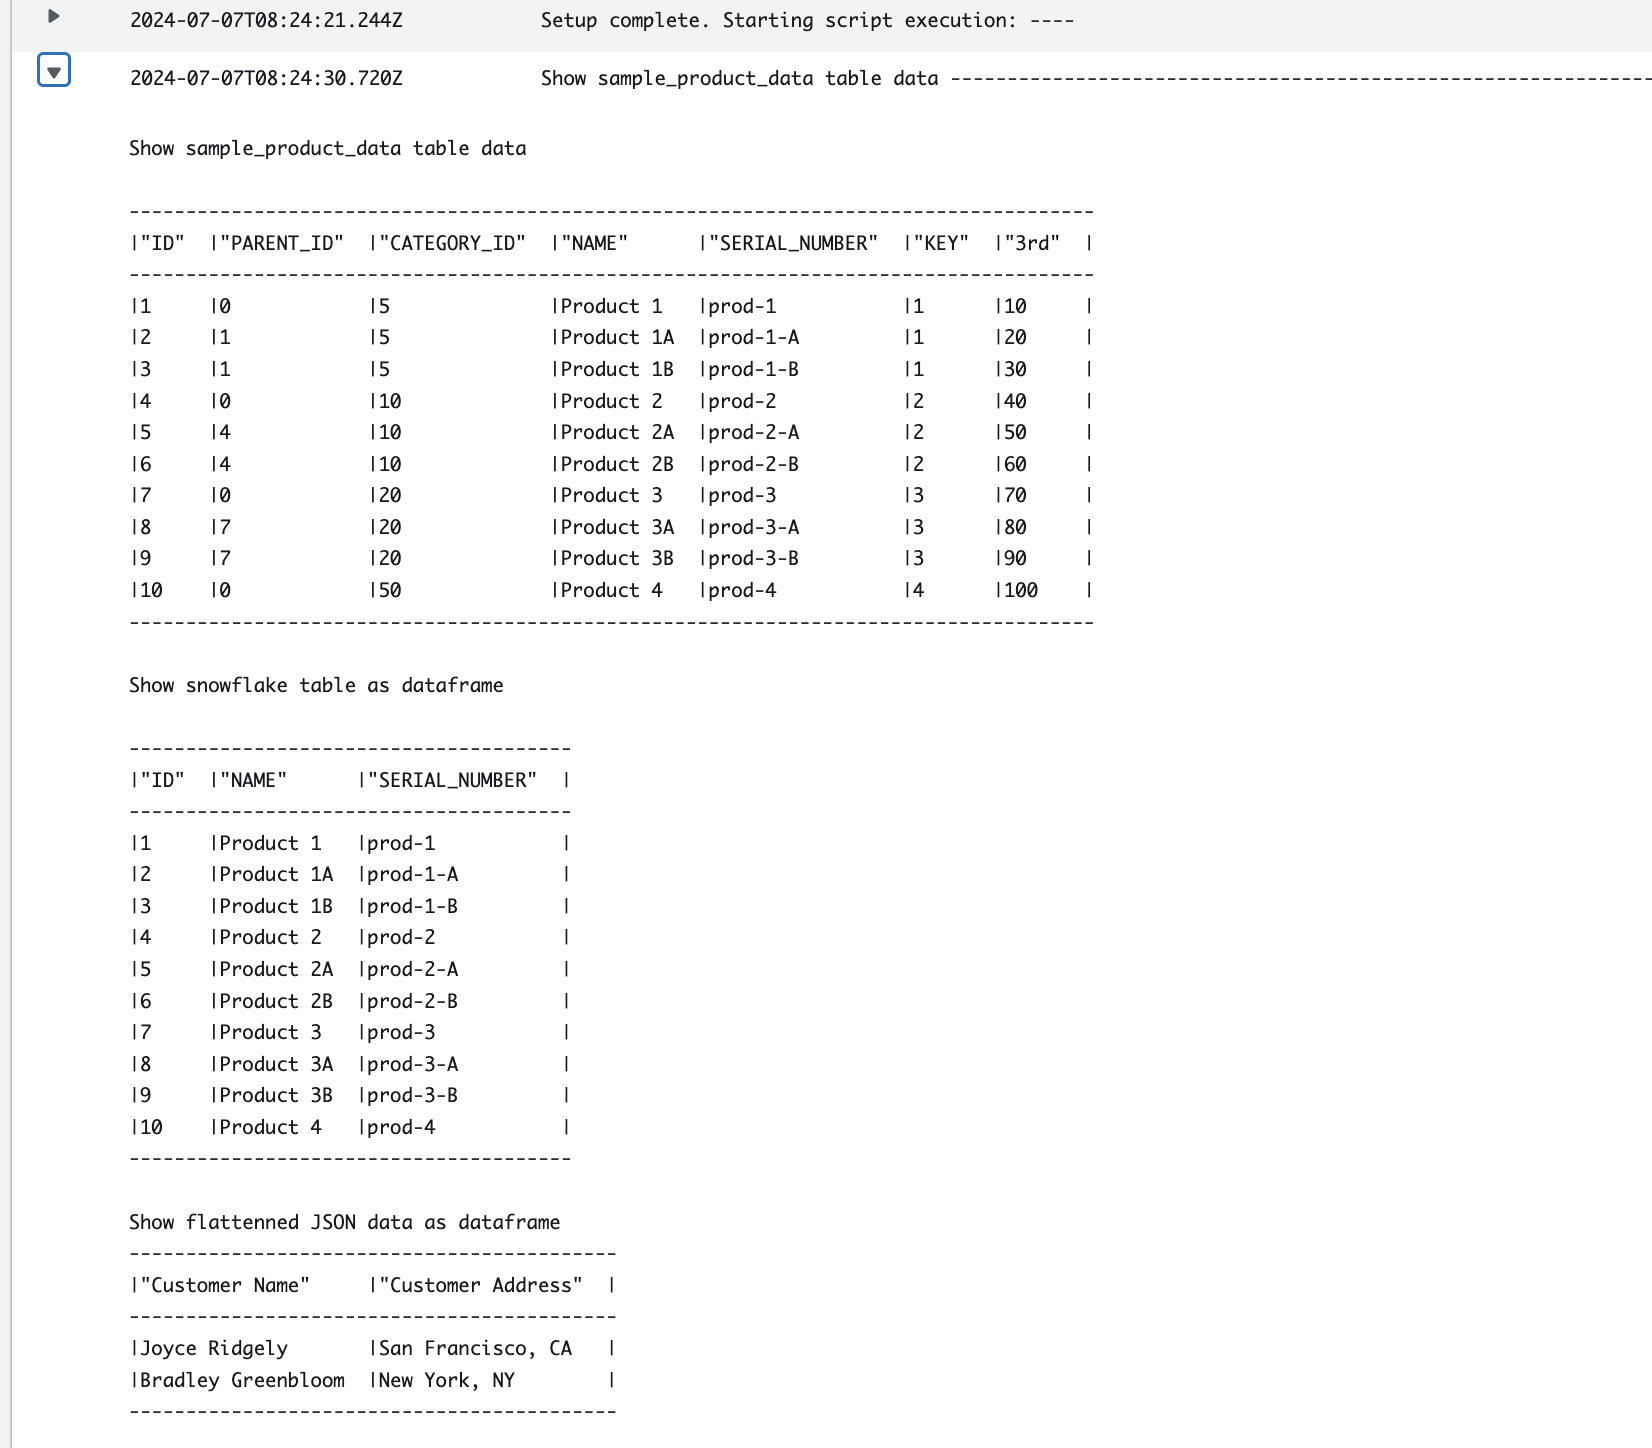 2024-07-07T08:24:21.244Z Setup complete. Starting script execution: ----
2024-07-07T08:24:30.720Z Show sample_product_data table data --------------------------------------------------------------
Show sample_product_data table data
-------------------------------------------------------------------------------------
|"ID"  |"PARENT_ID"  |"CATEGORY_ID"  |"NAME"      |"SERIAL_NUMBER"  |"KEY"  |"3rd"  |
-------------------------------------------------------------------------------------
|1     |0            |5              |Product 1   |prod-1           |1      |10     |
|2     |1            |5              |Product 1A  |prod-1-A         |1      |20     |
|3     |1            |5              |Product 1B  |prod-1-B         |1      |30     |
|4     |0            |10             |Product 2   |prod-2           |2      |40     |
|5     |4            |10             |Product 2A  |prod-2-A         |2      |50     |
|6     |4            |10             |Product 2B  |prod-2-B         |2      |60     |
|7     |0            |20             |Product 3   |prod-3           |3      |70     |
|8     |7            |20             |Product 3A  |prod-3-A         |3      |80     |
|9     |7            |20             |Product 3B  |prod-3-B         |3      |90     |
|10    |0            |50             |Product 4   |prod-4           |4      |100    |
-------------------------------------------------------------------------------------
Show snowflake table as dataframe
---------------------------------------
|"ID"  |"NAME"      |"SERIAL_NUMBER"  |
---------------------------------------
|1     |Product 1   |prod-1           |
|2     |Product 1A  |prod-1-A         |
|3     |Product 1B  |prod-1-B         |
|4     |Product 2   |prod-2           |
|5     |Product 2A  |prod-2-A         |
|6     |Product 2B  |prod-2-B         |
|7     |Product 3   |prod-3           |
|8     |Product 3A  |prod-3-A         |
|9     |Product 3B  |prod-3-B         |
|10    |Product 4   |prod-4           |
---------------------------------------
Show flattenned JSON data as dataframe
-------------------------------------------
|"Customer Name"     |"Customer Address"  |
-------------------------------------------
|Joyce Ridgely       |San Francisco, CA   |
|Bradley Greenbloom  |New York, NY        |
-------------------------------------------